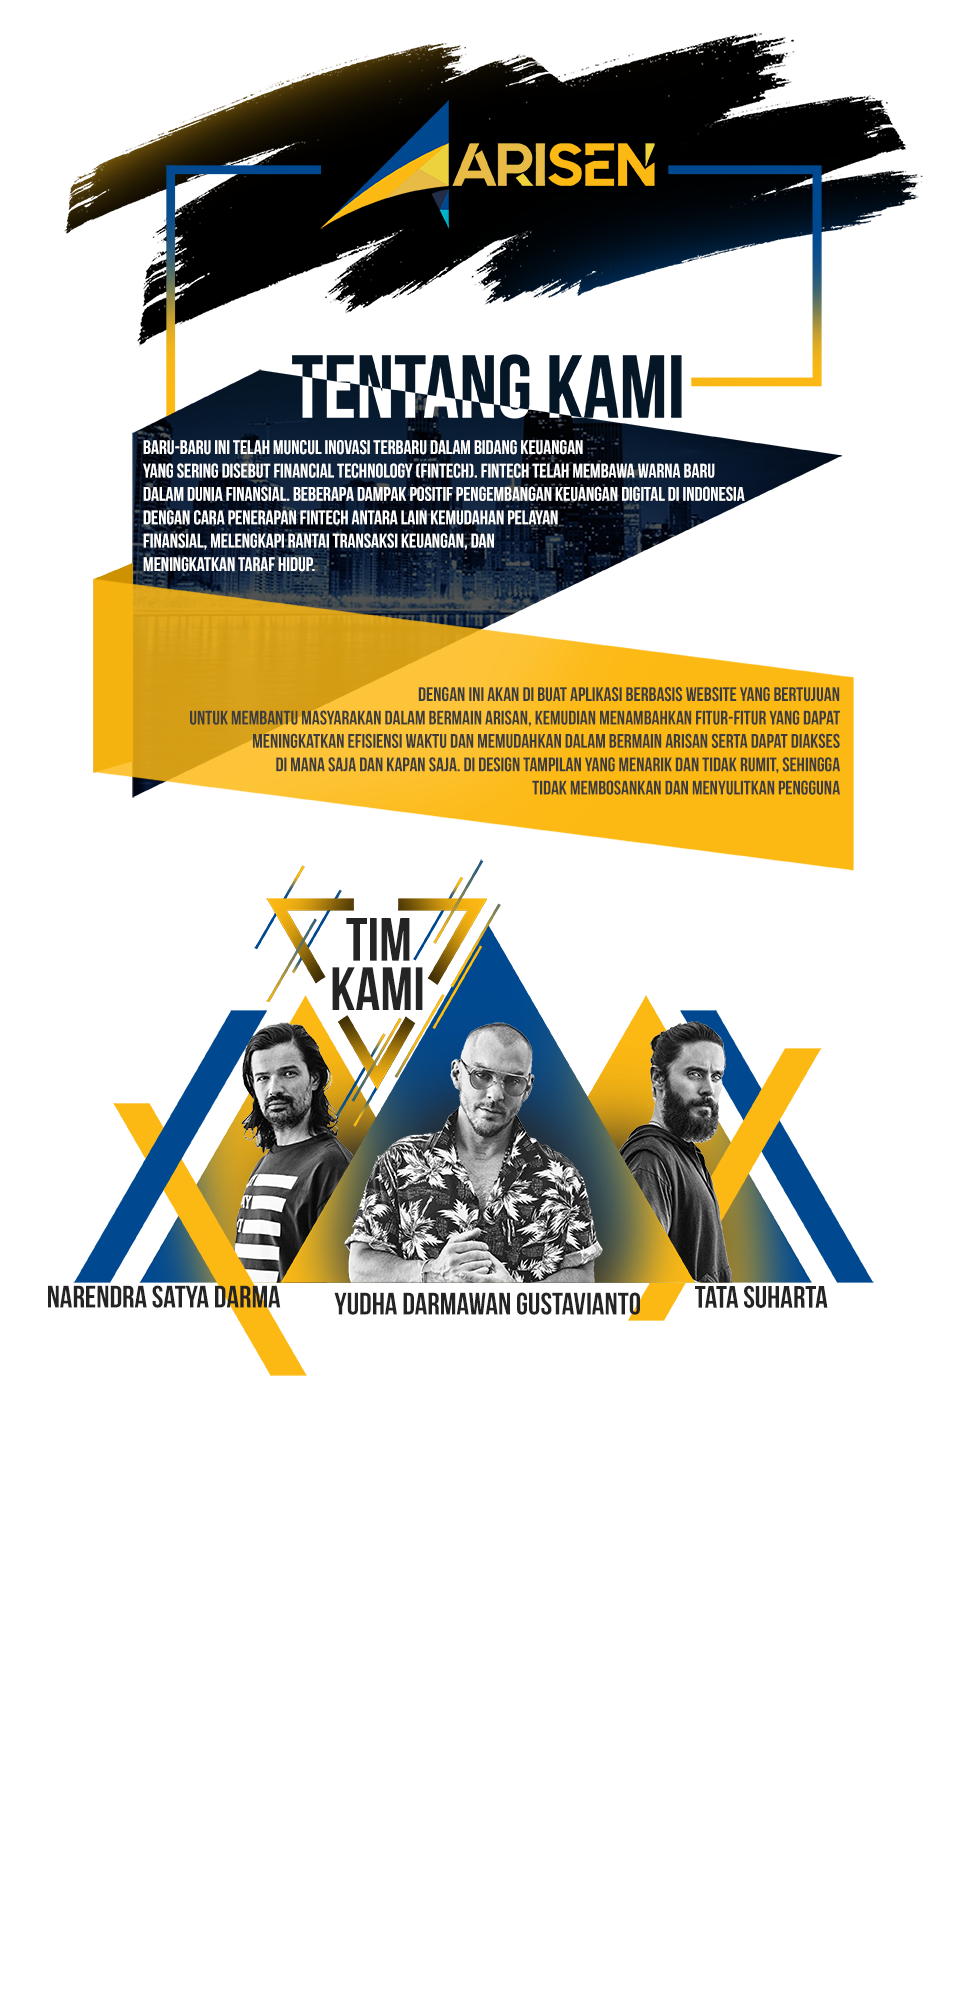 ARISEN
TENTANG KAMI
BARU-BARU INI TELAH MUNCUL INOVASI TERBARU DALAM BIDANG KEUANGAN
YANG SERING DISEBUT FINANCIAL TECHNOLOGY (FINTECH). FINTECH TELAH MEMBAWA WARNA BARU
DALAM DUNIA FINANSIAL. BEBERAPA DAMPAK POSITIF PENGEMBANGAN KEUANGAN DIGITAL DI INDONESIA
DENGAN CARA PENERAPAN FINTECH ANTARA LAIN KEMUDAHAN PELAYAN
FINANSIAL, MELENGKAPI RANTAI TRANSAKSI KEUANGAN, DAN
MENINGKATKAN TARAF HIDUP.
DENGAN INI AKAN DI BUAT APLIKASI BERBASIS WEBSITE YANG BERTUJUAN
UNTUK MEMBANTU MASYARAKAN DALAM BERMAIN ARISAN, KEMUDIAN MENAMBAHKAN FITUR-FITUR YANG DAPAT
MENINGKATKAN EFISIENSI WAKTU DAN MEMUDAHKAN DALAM BERMAIN ARISAN SERTA DAPAT DIAKSES
DI MANA SAJA DAN KAPAN SAJA. DI DESIGN TAMPILAN YANG MENARIK DAN TIDAK RUMIT, SEHINGGA
TIDAK MEMBOSANKAN DAN MENYULITKAN PENGGUNA
TIM
KAMI
NARENDRA SATYA DARMA
YUDHA DARMAWAN GUSTAVIANTO
TATA SUHARTA